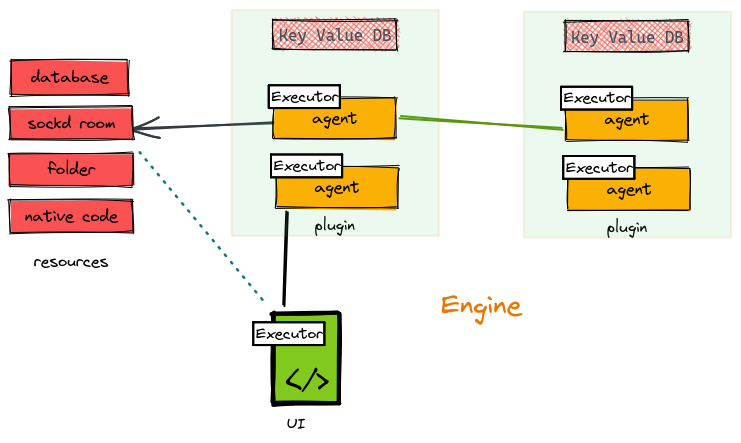 Key Value DB
Key Value DB
database
Executor
agent
Executor
agent
sockd room
folder
Executor
agent
Executor
agent
native code
plugin
plugin
resources
Engine
Executor
</>
UI